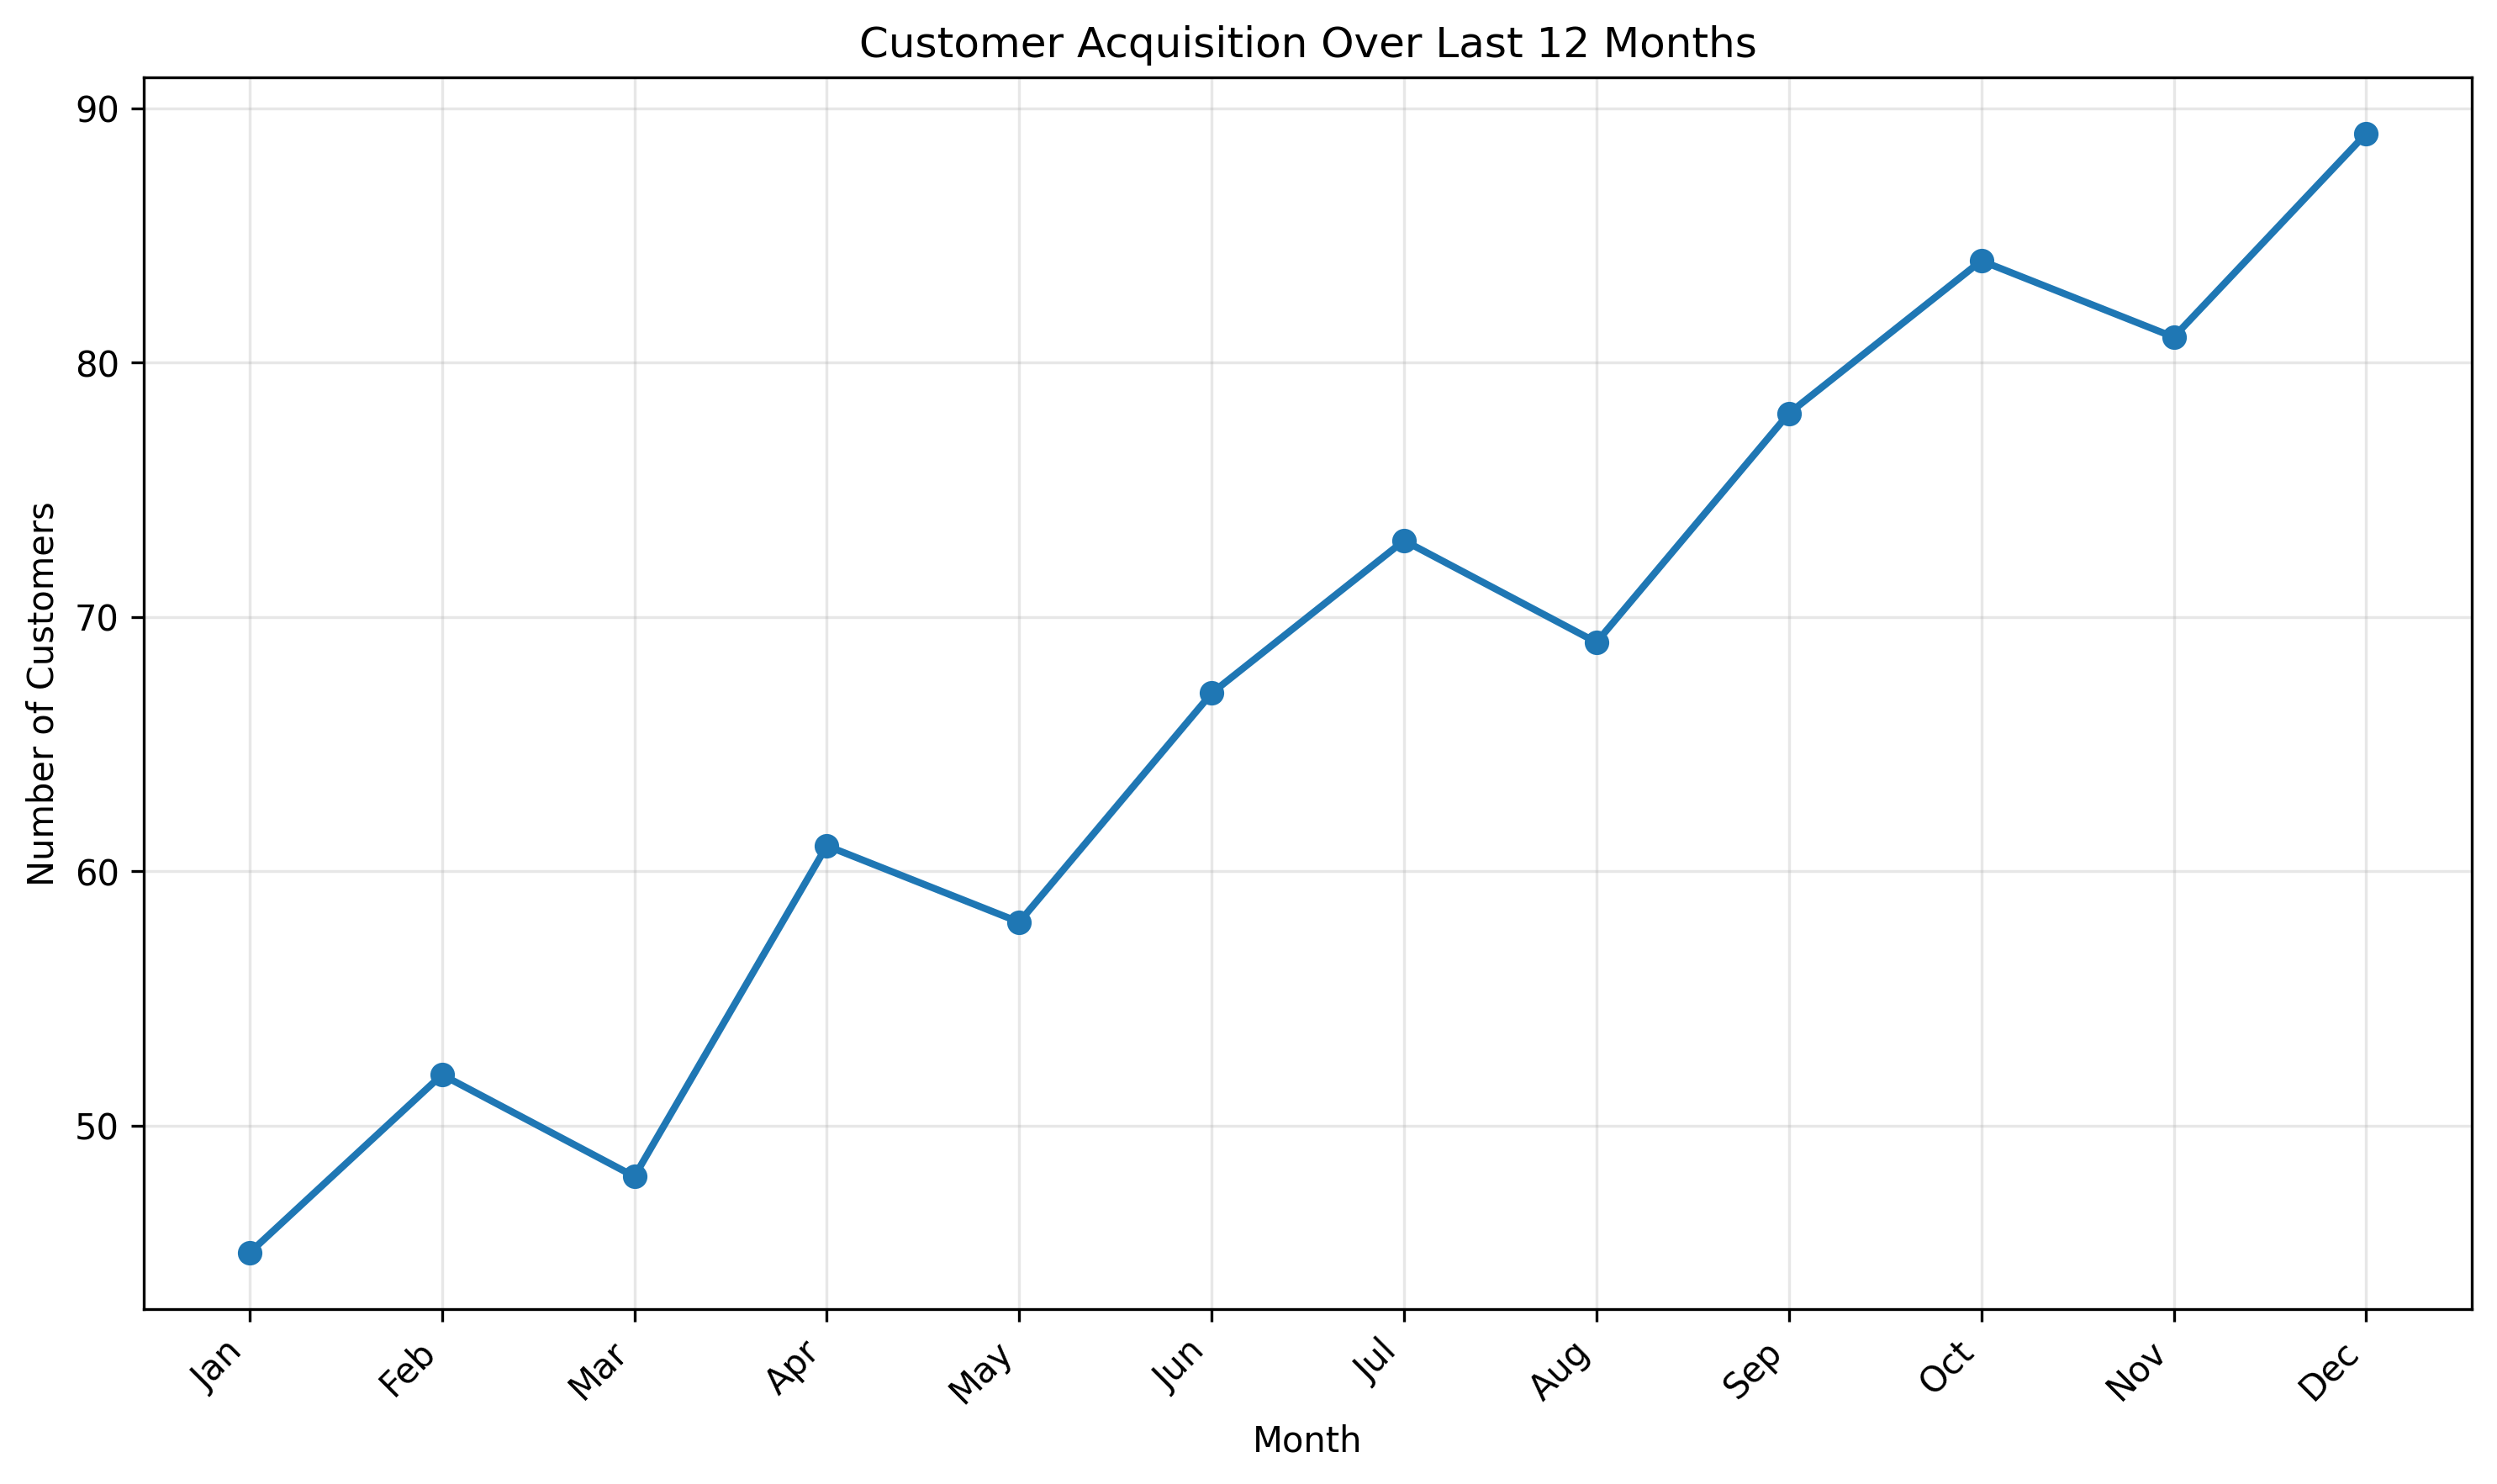 Customer Acquisition Over Last 12 Months
90
80
70
60
50
Number of Customers
Jan
Feb
Mar
Apr
May
Jun
Jul
Aug
Sep
Oct
Nov
Dec
Month